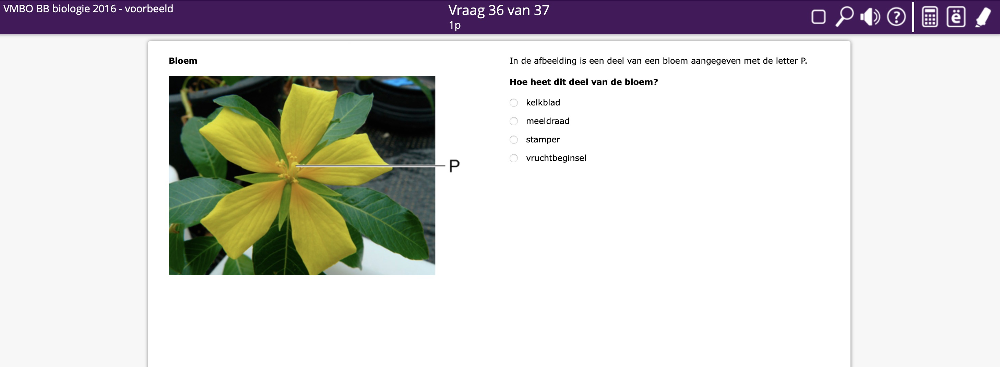 VMBO BB biologie 2016 - voorbeeld
Vraag 36 van 37
1p
ë
Bloem
P
In de afbeelding is een deel van een bloem aangegeven met de letter P.
Hoe heet dit deel van de bloem?
kelkblad
meeldraad
stamper
vruchtbeginsel